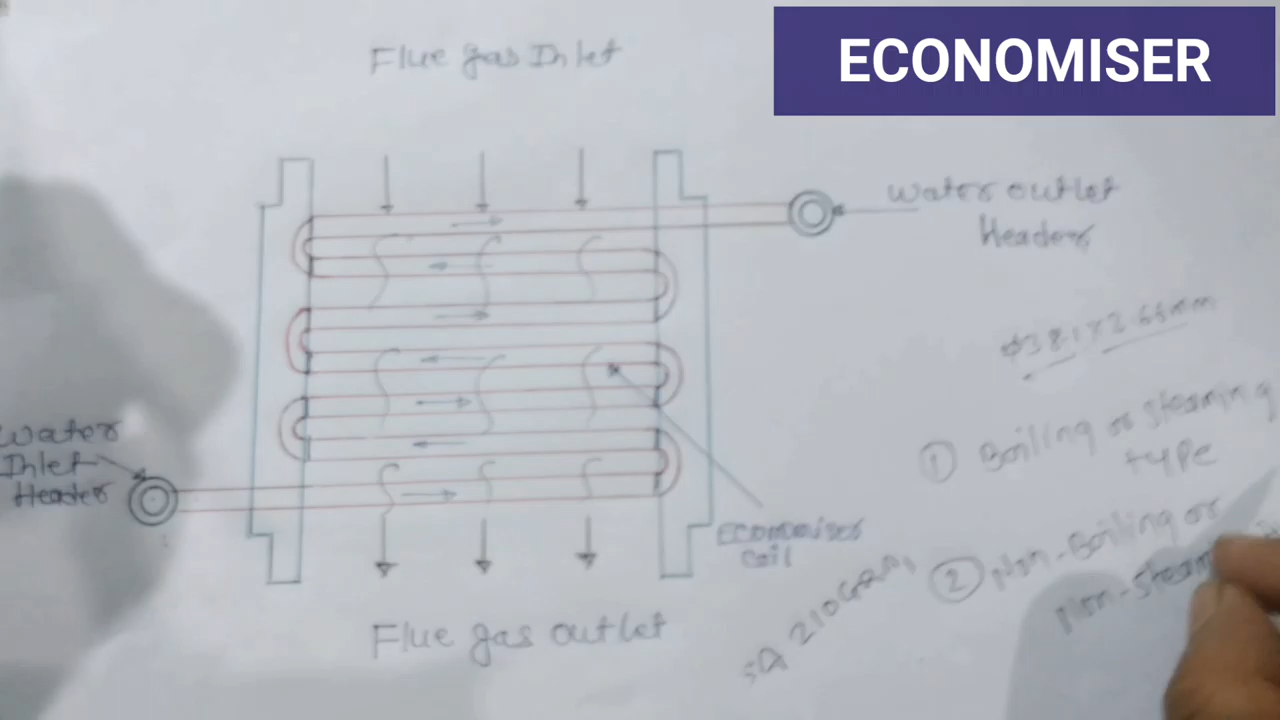 ECONOMISER
Flue gas Inlet
Water outlet
Header
Water
Inlet
Header
① Boiling or Steaming
type
Economiser
coil
② Non-Boiling or
Non-Steam
Flue gas outlet